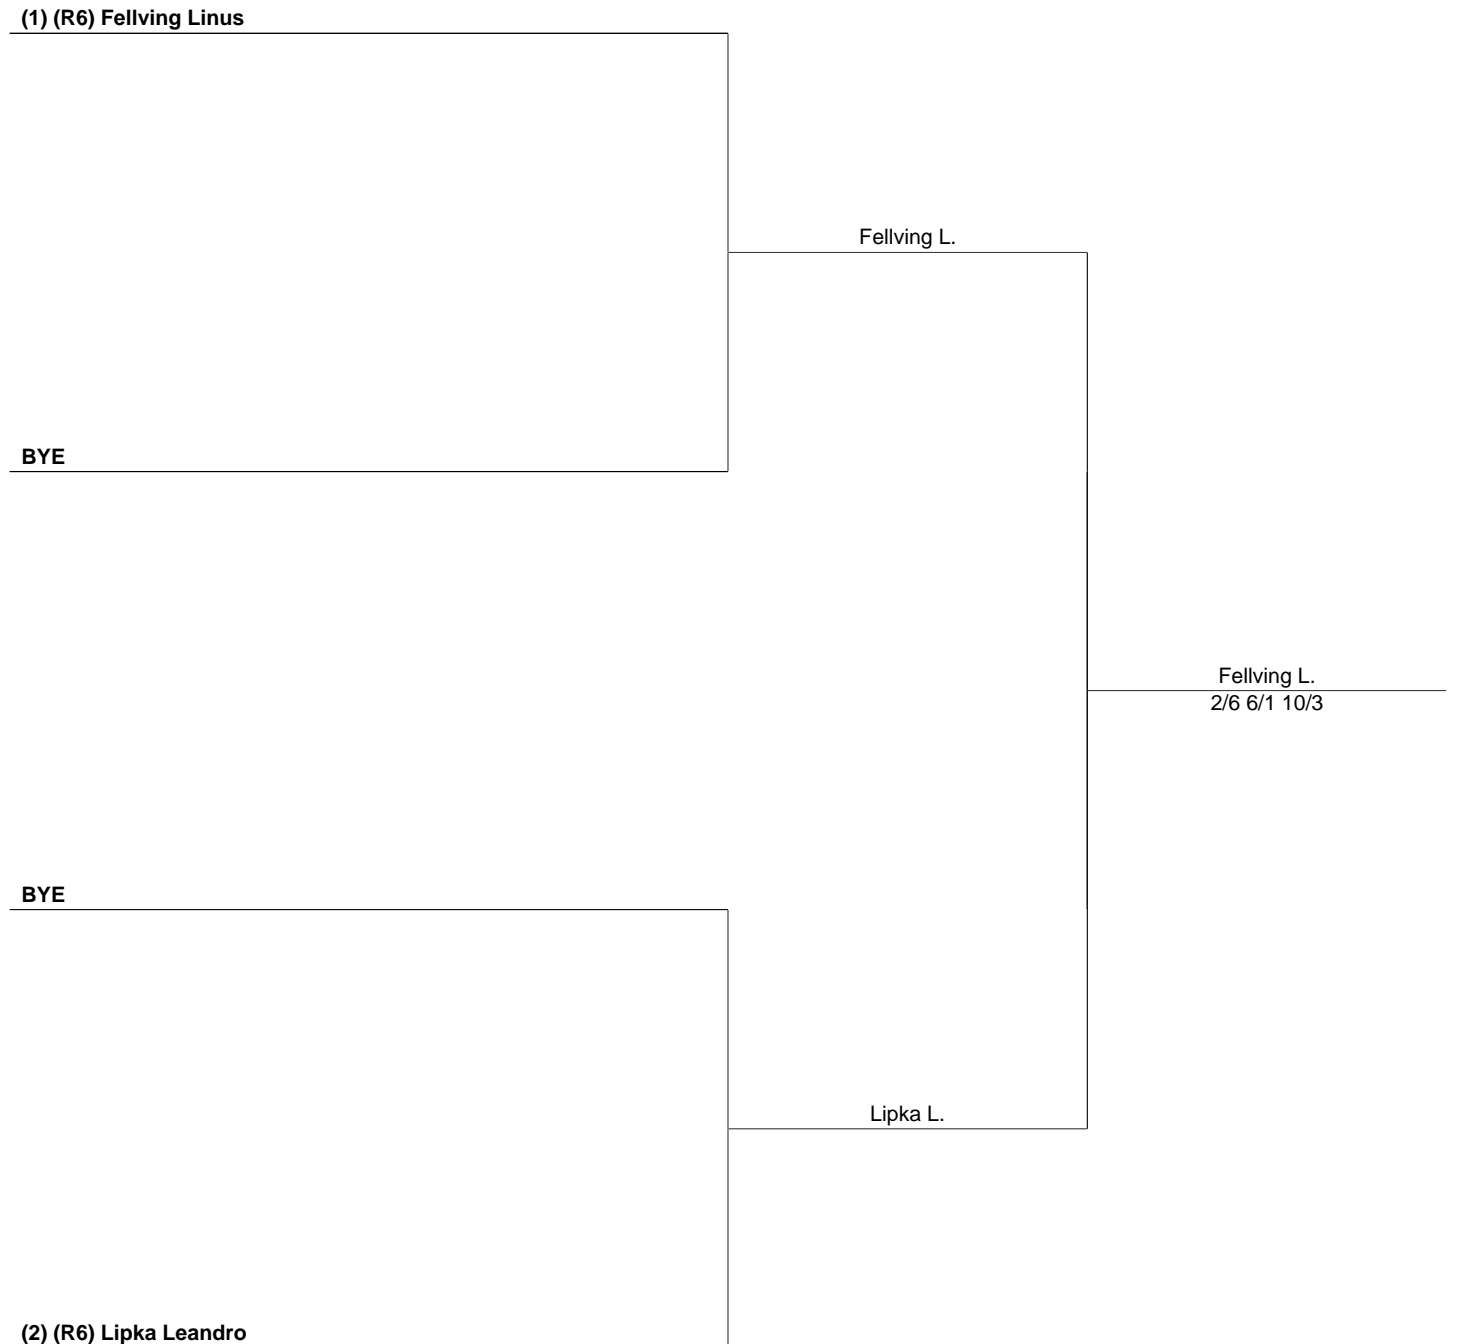 (1) (R6) Fellving Linus
Fellving L.
BYE
Fellving L.
2/6 6/1 10/3
BYE
Lipka L.
(2) (R6) Lipka Leandro